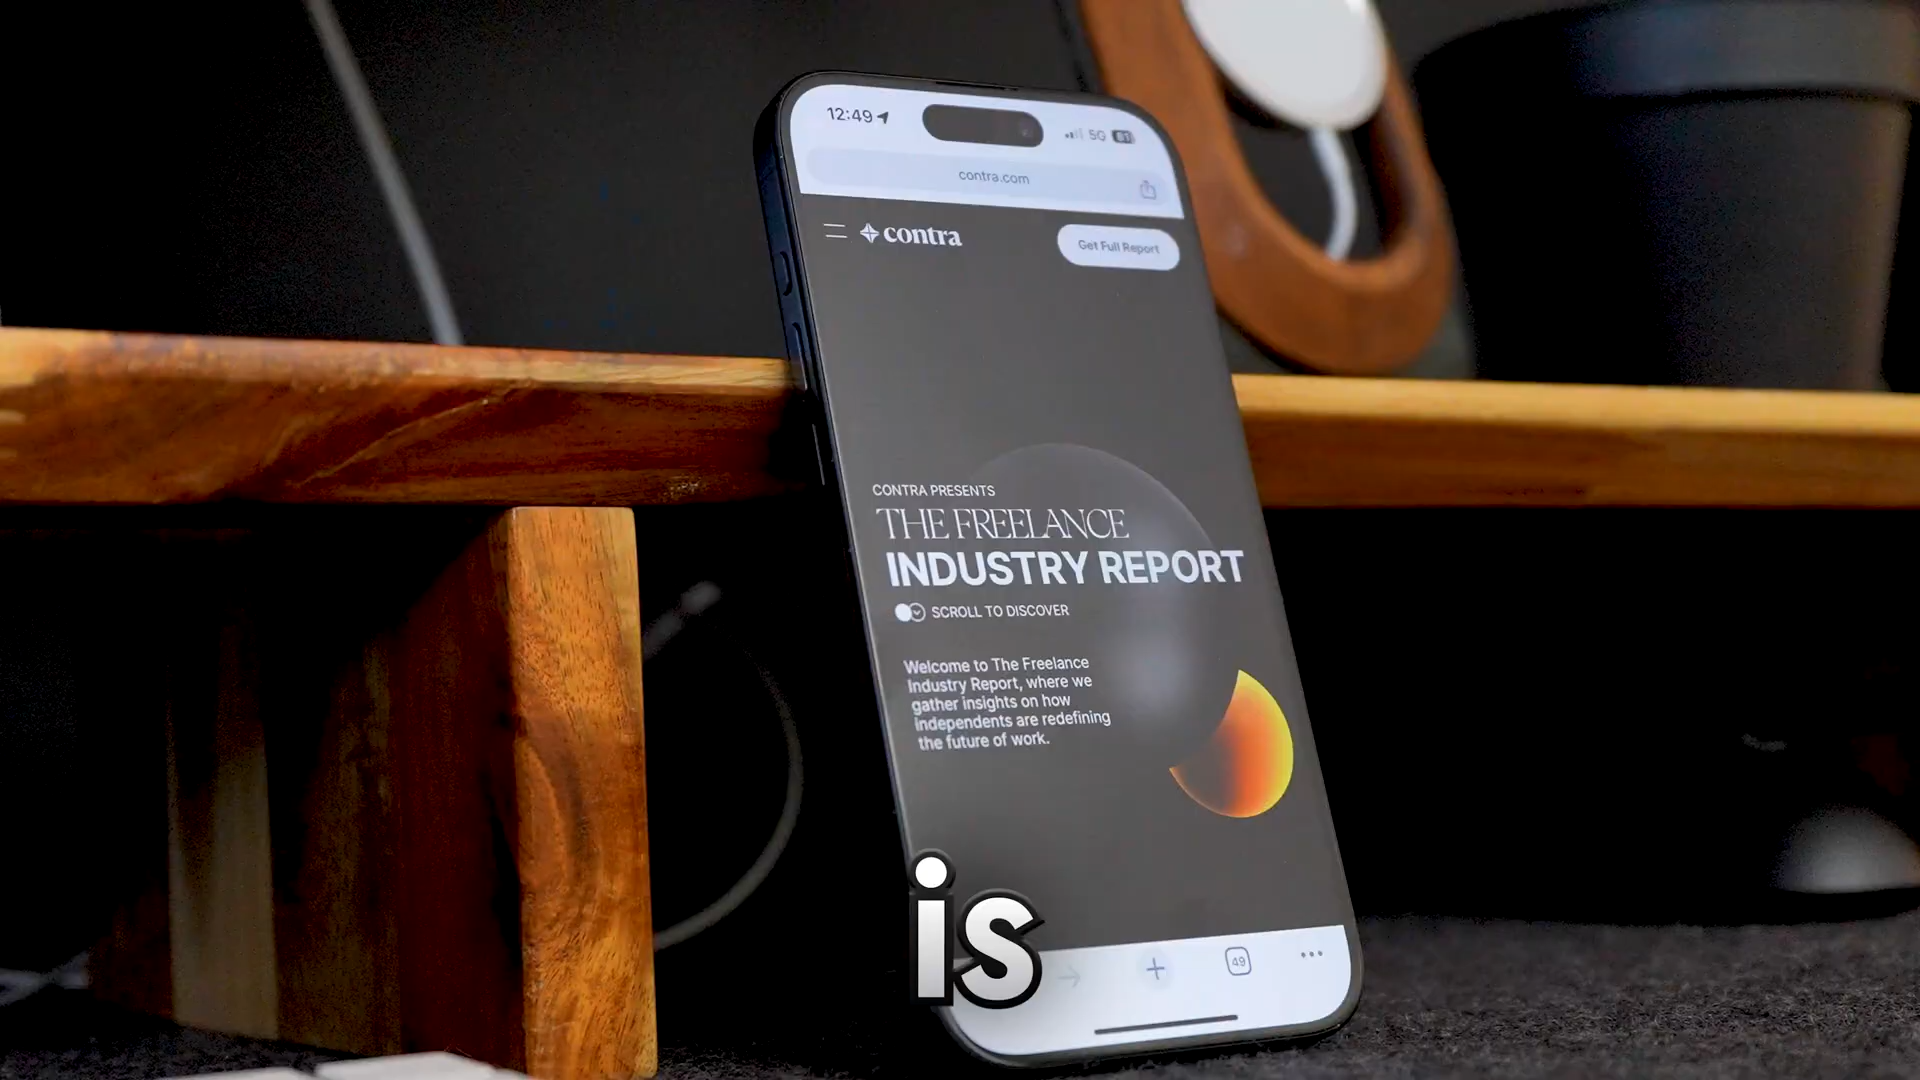 12:49
5G 81
contra.com
contra
Get Full Report
CONTRA PRESENTS
THE FREELANCE
INDUSTRY REPORT
SCROLL TO DISCOVER
Welcome to The Freelance
Industry Report, where we
gather insights on how
independents are redefining
the future of work.
is
49